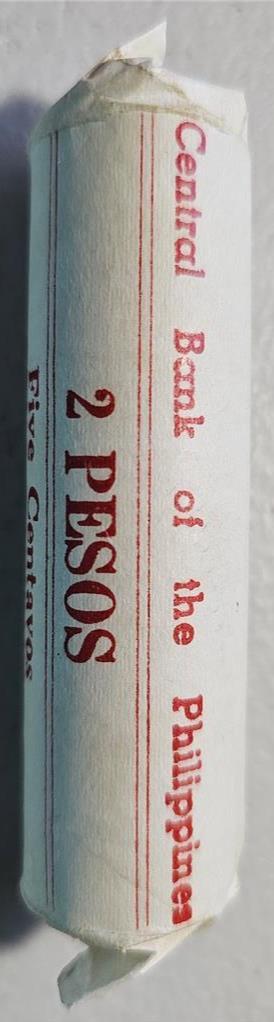 Central Bank of the Philippines
2 PESOS
Five Centavos